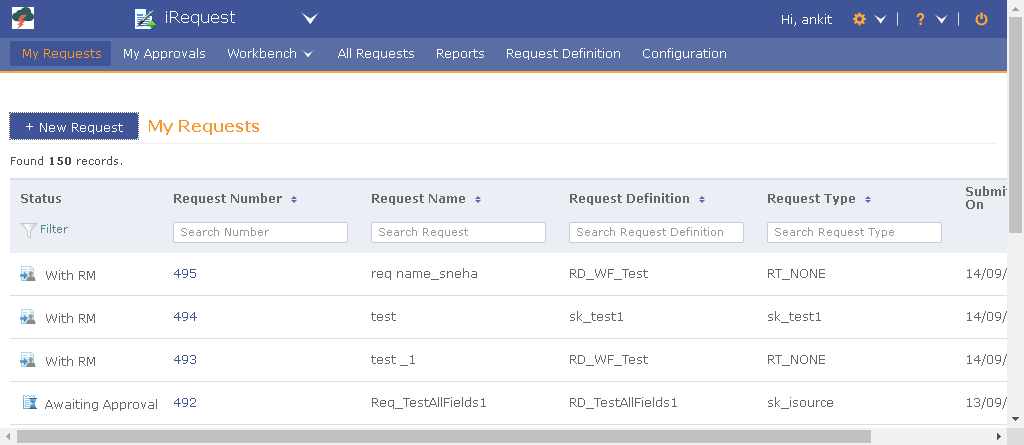 iRequest Hi, ankit | ? |
My Requests My Approvals Workbench All Requests Reports Request Definition Configuration
+ New Request My Requests
Found 150 records.
Status Request Number Request Name Request Definition Request Type On
Filter Search Number Search Request Search Request Definition Search Request Type
With RM 495 req name_sneha RD_WF_Test RT_NONE 14/09/
With RM 494 test sk_test1 sk_test1 14/09/
With RM 493 test _1 RD_WF_Test RT_NONE 14/09/
Awaiting Approval 492 Req_TestAllFields1 RD_TestAllFields1 sk_isource 13/09/